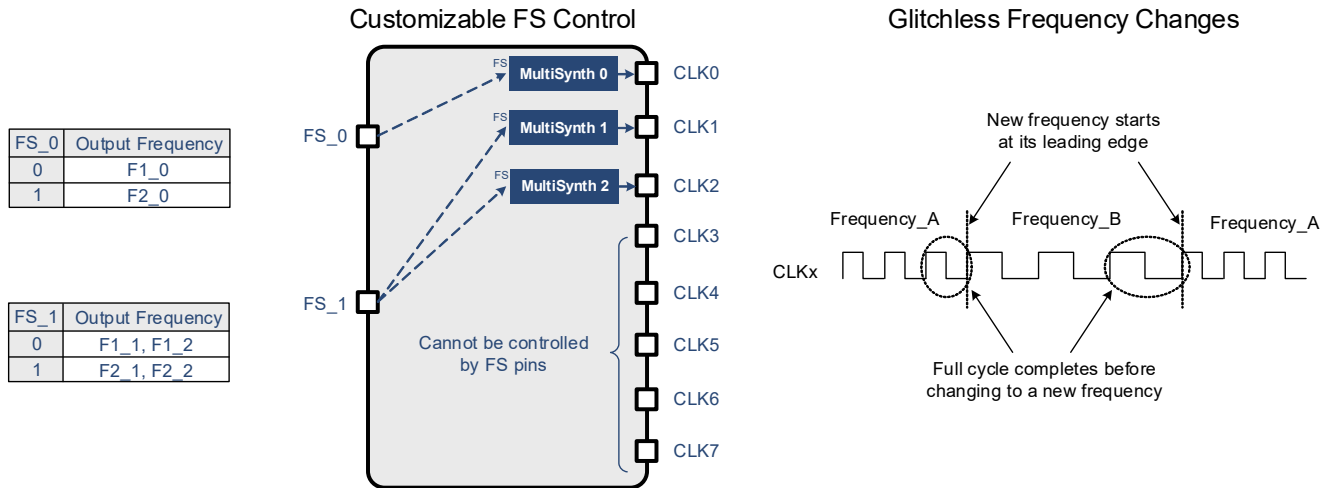 Customizable FS Control
Glitchless Frequency Changes
FS_0 Output Frequency
0 F1_0
1 F2_0
FS_1 Output Frequency
0 F1_1, F1_2
1 F2_1, F2_2
FS_0
FS_1
FS
MultiSynth 0
FS
MultiSynth 1
FS
MultiSynth 2
Cannot be controlled
by FS pins
CLK0
CLK1
CLK2
CLK3
CLK4
CLK5
CLK6
CLK7
New frequency starts
at its leading edge
Frequency_A
Frequency_B
Frequency_A
CLKx
Full cycle completes before
changing to a new frequency